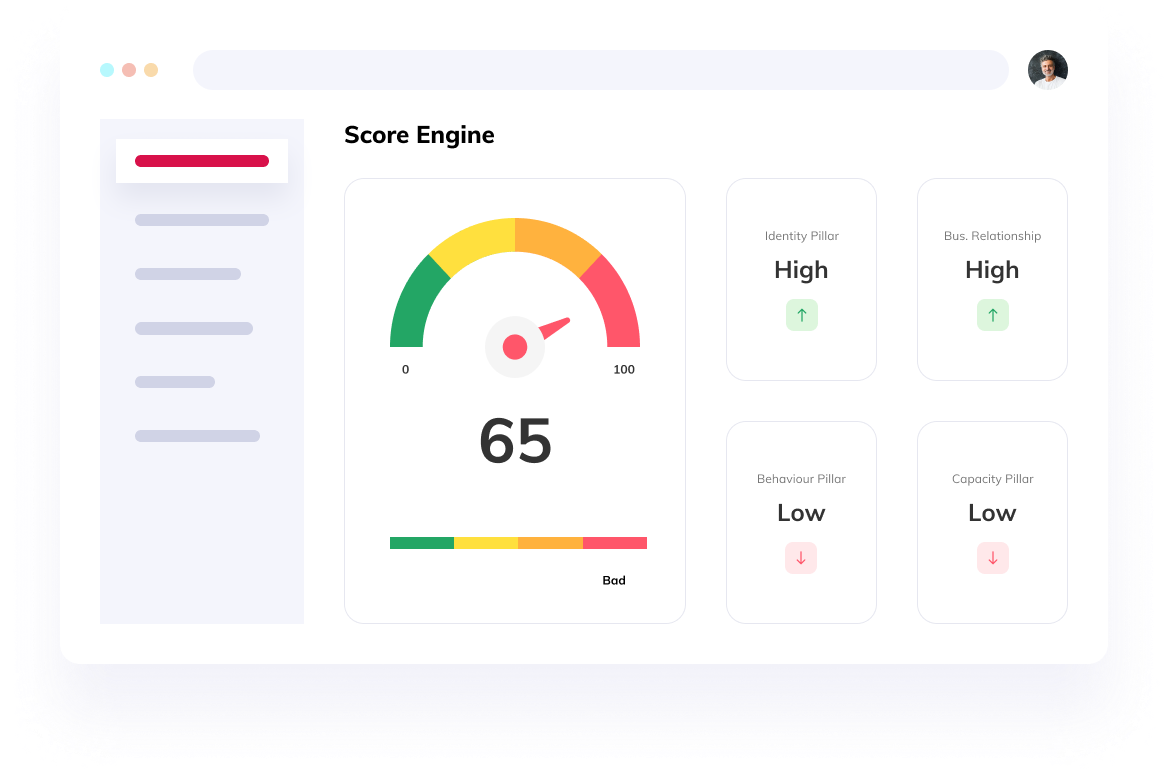 Score Engine
0
100
65
Bad
Identity Pillar
High
Bus. Relationship
High
Behaviour Pillar
Low
Capacity Pillar
Low